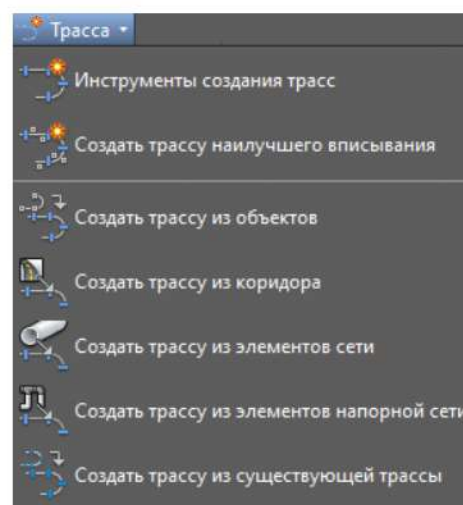 Трасса
Инструменты создания трасс
Создать трассу наилучшего вписывания
Создать трассу из объектов
Создать трассу из коридора
Создать трассу из элементов сети
Создать трассу из элементов напорной сети
Создать трассу из существующей трассы